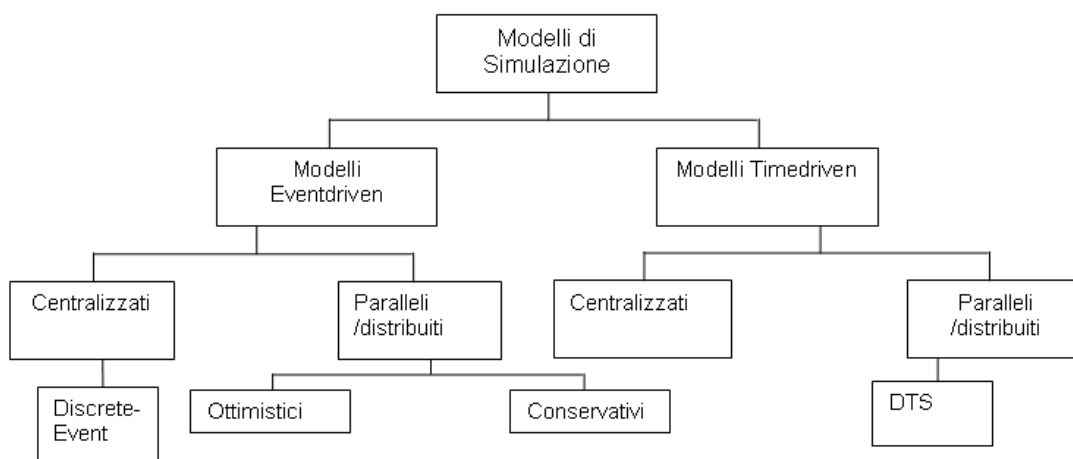 Modelli di
Simulazione
Modelli
Eventdriven
Modelli Timedriven
Centralizzati
Paralleli
/distribuiti
Centralizzati
Paralleli
/distribuiti
Discrete-
Event
Ottimistici
Conservativi
DTS